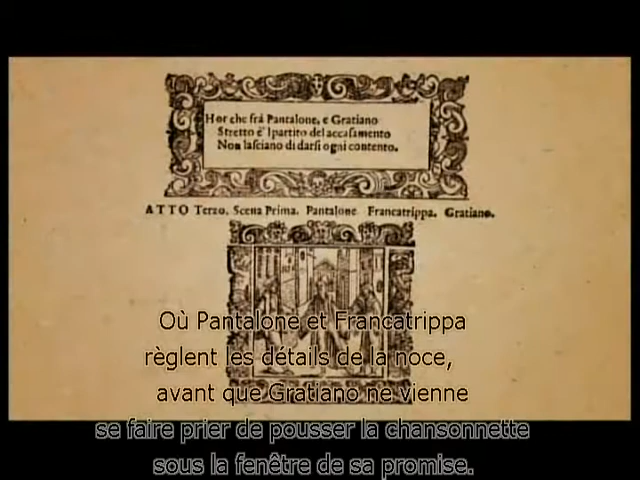 Hor che frà Pantalone, e Gratiano
Stretto è l partito del accasamento
Non lasciano di darsi ogni contento.
ATTO Terzo. Scena Prima. Pantalone Francatrippa. Gratiano.
Où Pantalone et Francatrippa
règlent les détails de la noce,
avant que Gratiano ne vienne
se faire prier de pousser la chansonnette
sous la fenêtre de sa promise.